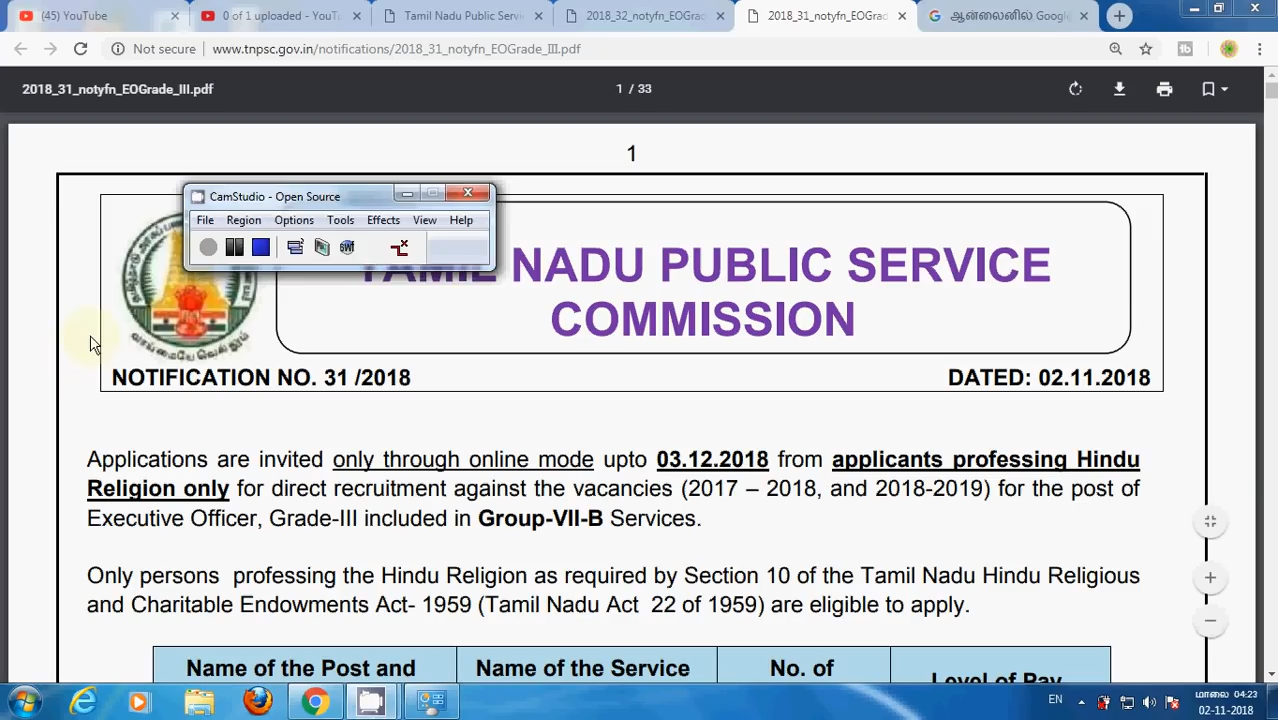 (45) YouTube
0 of 1 uploaded - YouT
Tamil Nadu Public Servi
2018_32_notyfn_EOGrad
2018_31_notyfn_EOGrad
ஆன்லைனில் Google
Not secure
www.tnpsc.gov.in/notifications/2018_31_notyfn_EOGrade_III.pdf
2018_31_notyfn_EOGrade_III.pdf
1 / 33
1
CamStudio - Open Source
File Region Options Tools Effects View Help
TAMIL NADU PUBLIC SERVICE
COMMISSION
வாய்மையே வெல்லும்
NOTIFICATION NO. 31 /2018
DATED: 02.11.2018
Applications are invited only through online mode upto 03.12.2018 from applicants professing Hindu
Religion only for direct recruitment against the vacancies (2017 – 2018, and 2018-2019) for the post of
Executive Officer, Grade-III included in Group-VII-B Services.
Only persons professing the Hindu Religion as required by Section 10 of the Tamil Nadu Hindu Religious
and Charitable Endowments Act- 1959 (Tamil Nadu Act 22 of 1959) are eligible to apply.
Name of the Post and
Name of the Service
No. of
Level of Pay
EN
மாலை 04:23
02-11-2018